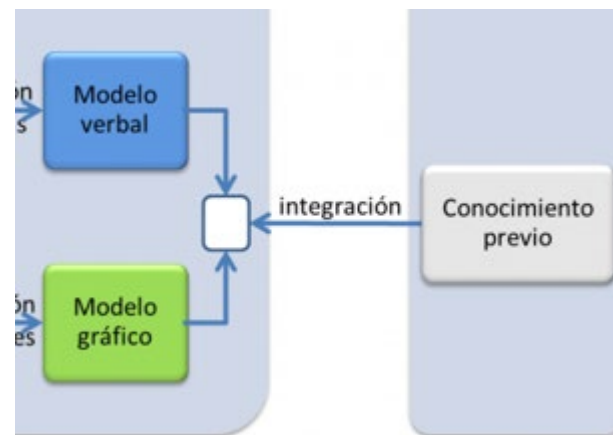 Modelo
verbal
integración
Conocimiento
previo
Modelo
gráfico